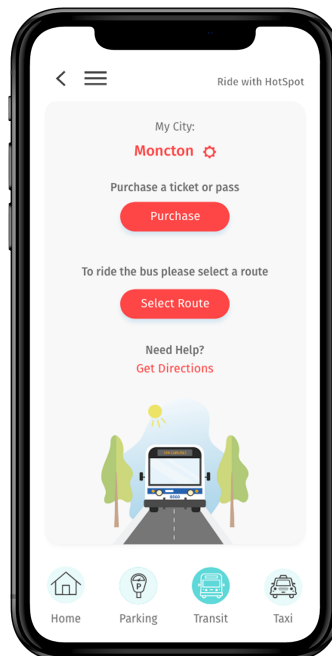 Ride with HotSpot
My City:
Moncton
Purchase a ticket or pass
Purchase
To ride the bus please select a route
Select Route
Need Help?
Get Directions
P
Home
Parking
Transit
Taxi